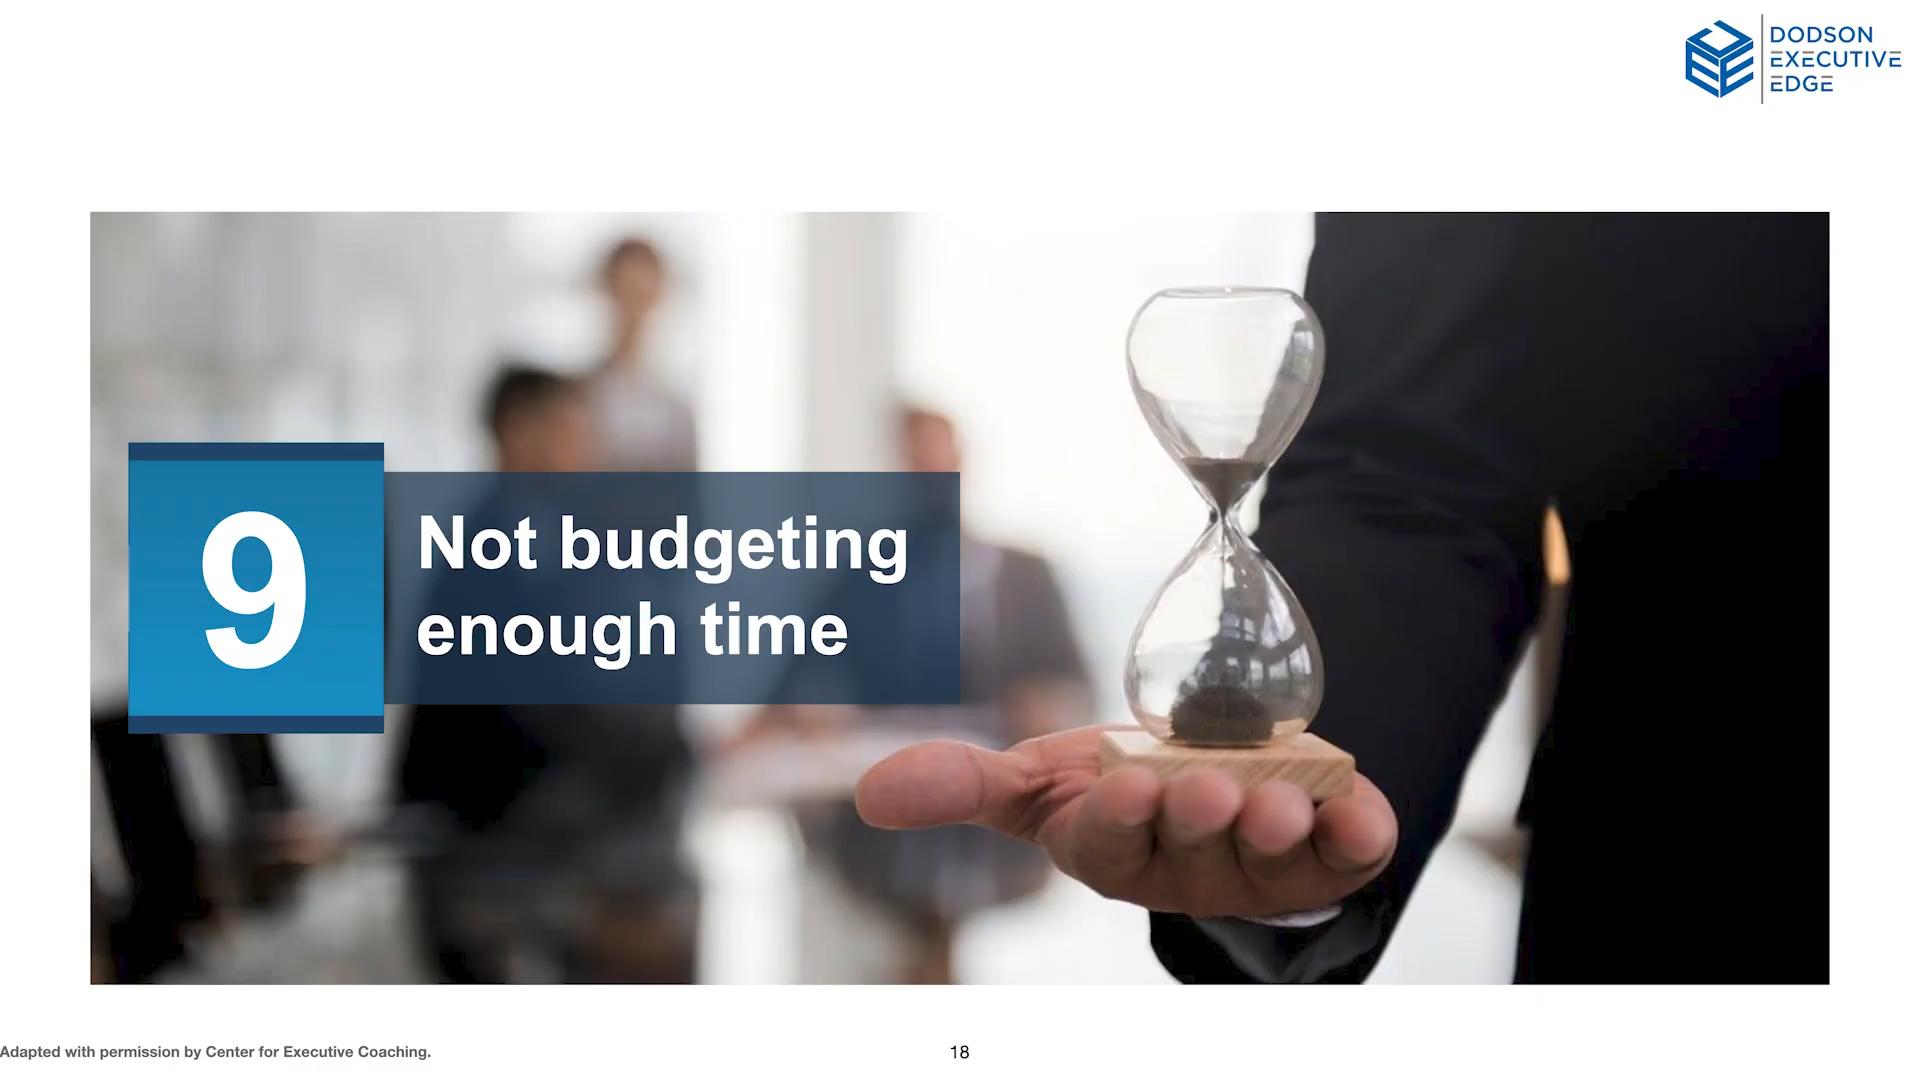 DODSON
EXECUTIVE
EDGE
9
Not budgeting
enough time
Adapted with permission by Center for Executive Coaching.
18